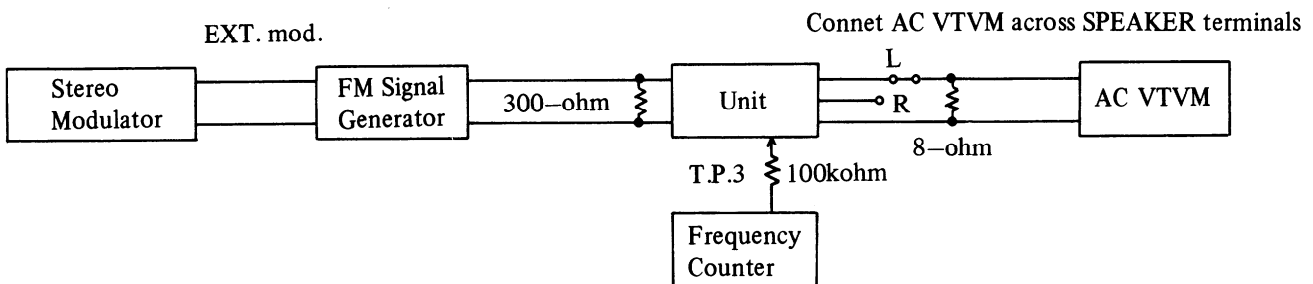 Connet AC VTVM across SPEAKER terminals
EXT. mod.
Stereo
Modulator
FM Signal
Generator
300–ohm
Unit
L
R
8–ohm
AC VTVM
T.P.3
100kohm
Frequency
Counter